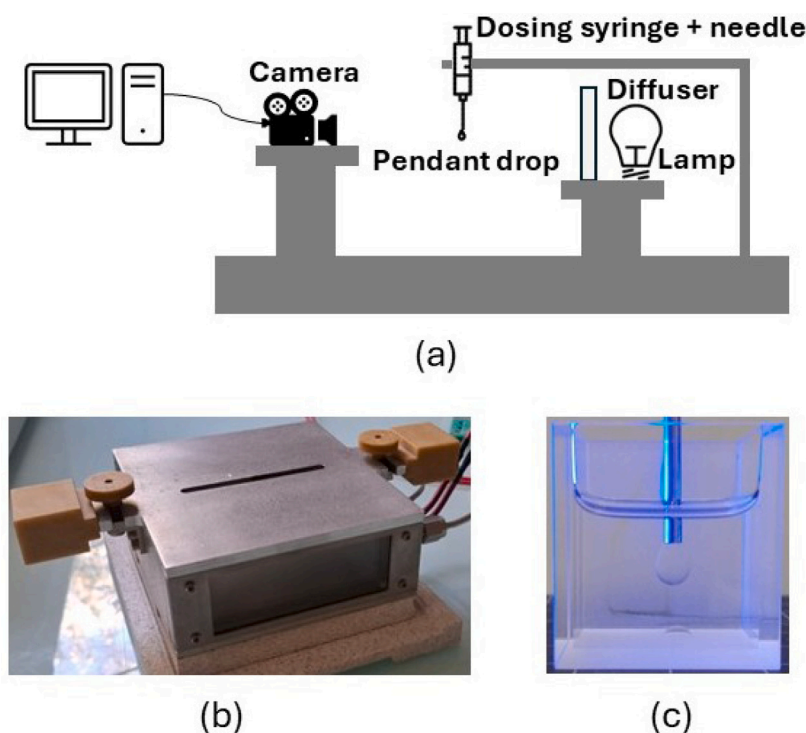 Dosing syringe + needle
Camera
Diffuser
Pendant drop
Lamp
(a)
(b)
(c)